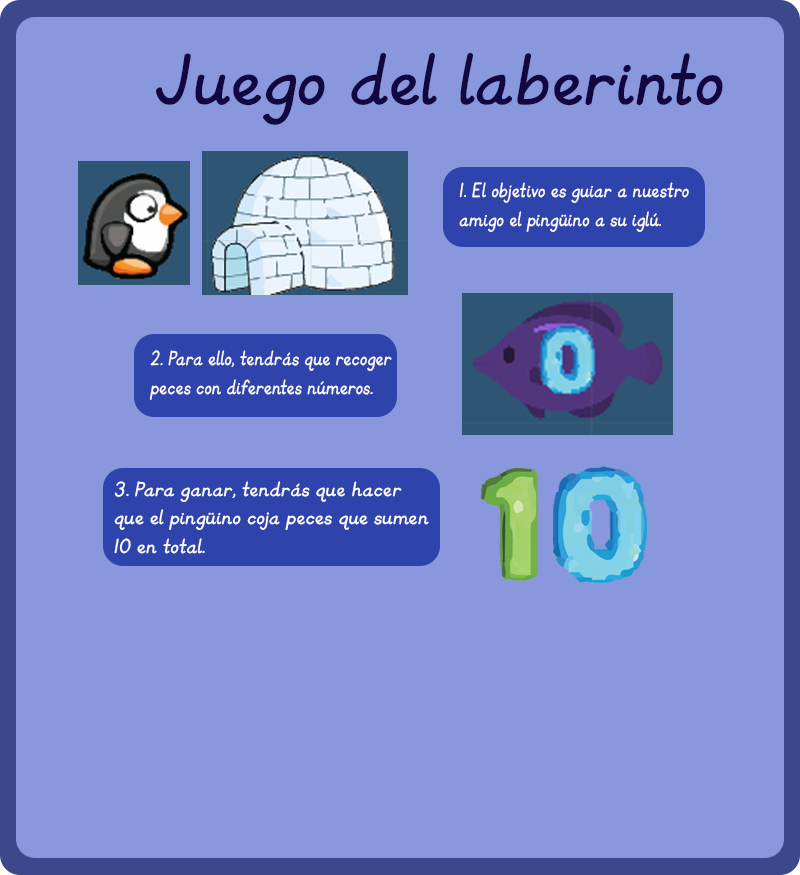 Juego del laberinto
1. El objetivo es guiar a nuestro
amigo el pingüino a su iglú.
0
2. Para ello, tendrás que recoger
peces con diferentes números.
3. Para ganar, tendrás que hacer
que el pingüino coja peces que sumen
10 en total.
10